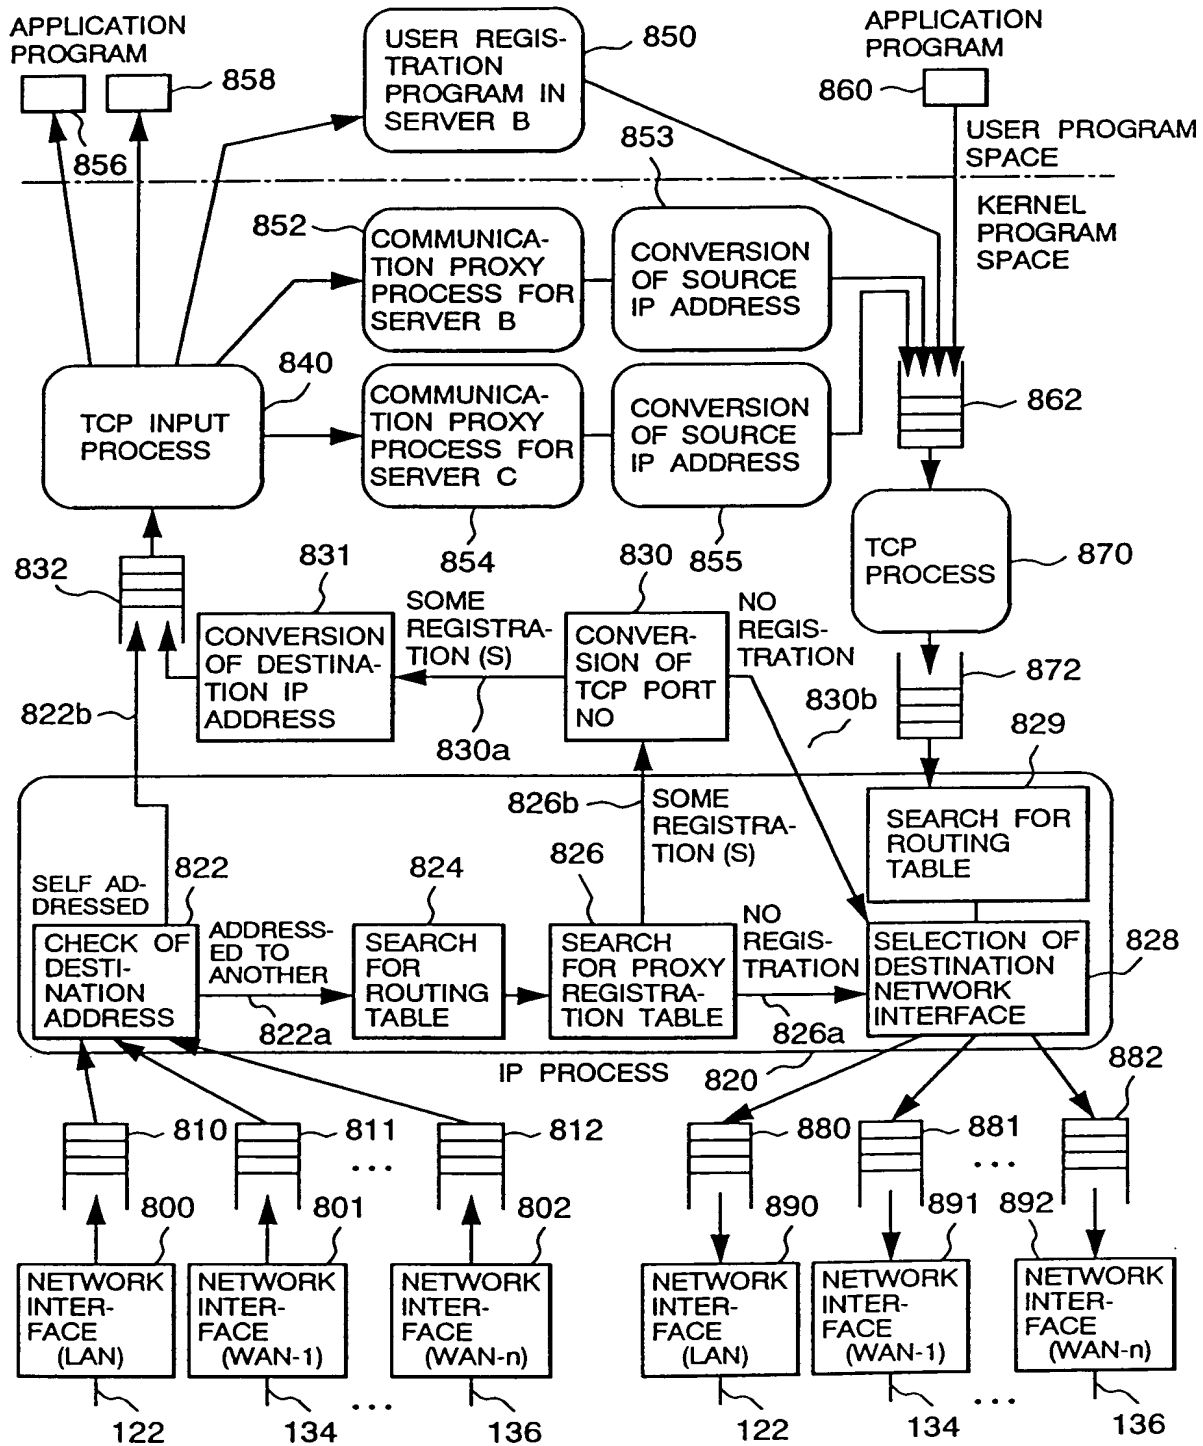 APPLICATION
PROGRAM
858
856
USER REGIS-
TRATION
PROGRAM IN
SERVER B
850
APPLICATION
PROGRAM
860
USER PROGRAM
SPACE
KERNEL
PROGRAM
SPACE
852
COMMUNICA-
TION PROXY
PROCESS FOR
SERVER B
853
CONVERSION
OF SOURCE
IP ADDRESS
840
TCP INPUT
PROCESS
COMMUNICA-
TION PROXY
PROCESS FOR
SERVER C
854
CONVERSION
OF SOURCE
IP ADDRESS
855
862
TCP
PROCESS
870
832
831
CONVERSION
OF DESTINA-
TION IP
ADDRESS
SOME
REGISTRA-
TION (S)
830a
830
CONVER-
SION OF
TCP PORT
NO
NO
REGIS-
TRATION
830b
872
822b
829
SEARCH FOR
ROUTING
TABLE
826b
SOME
REGISTRA-
TION (S)
SELF AD-
DRESSED
822
CHECK OF
DESTI-
NATION
ADDRESS
ADDRESS-
ED TO
ANOTHER
822a
824
SEARCH
FOR
ROUTING
TABLE
826
SEARCH
FOR PROXY
REGISTRA-
TION TABLE
NO
REGIS-
TRATION
826a
SELECTION OF
DESTINATION
NETWORK
INTERFACE
828
IP PROCESS
820
810
811
...
812
880
881
...
882
800
NETWORK
INTER-
FACE
(LAN)
122
801
NETWORK
INTER-
FACE
(WAN-1)
134
...
802
NETWORK
INTER-
FACE
(WAN-n)
136
890
NETWORK
INTER-
FACE
(LAN)
122
891
NETWORK
INTER-
FACE
(WAN-1)
134
...
892
NETWORK
INTER-
FACE
(WAN-n)
136